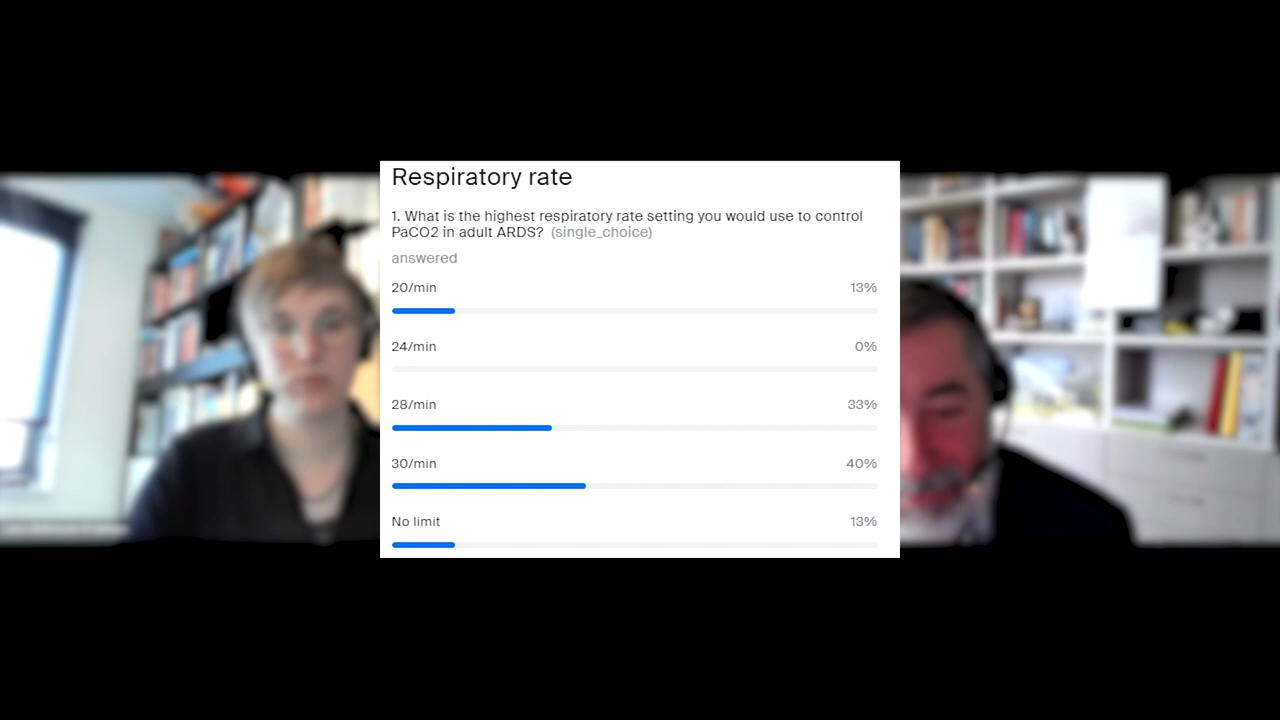 Respiratory rate
1. What is the highest respiratory rate setting you would use to control
PaCO2 in adult ARDS? (single_choice)
answered
20/min 13%
24/min 0%
28/min 33%
30/min 40%
No limit 13%